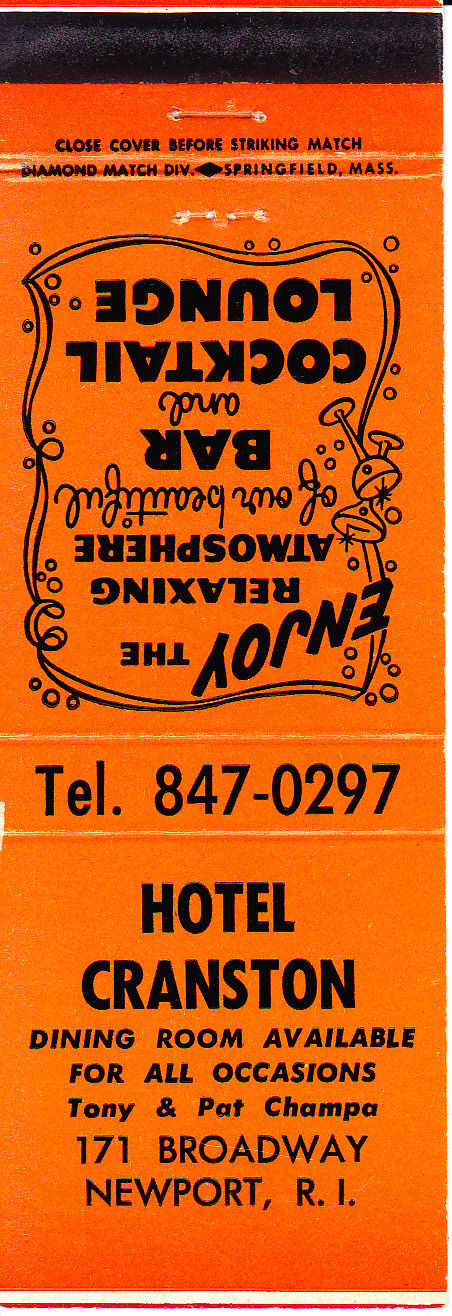 CLOSE COVER BEFORE STRIKING MATCH
DIAMOND MATCH DIV. ◆ SPRINGFIELD, MASS.
ENJOY THE
RELAXING
ATMOSPHERE
of our beautiful
BAR
and
COCKTAIL
LOUNGE
Tel. 847-0297
HOTEL
CRANSTON
DINING ROOM AVAILABLE
FOR ALL OCCASIONS
Tony & Pat Champa
171 BROADWAY
NEWPORT, R. I.